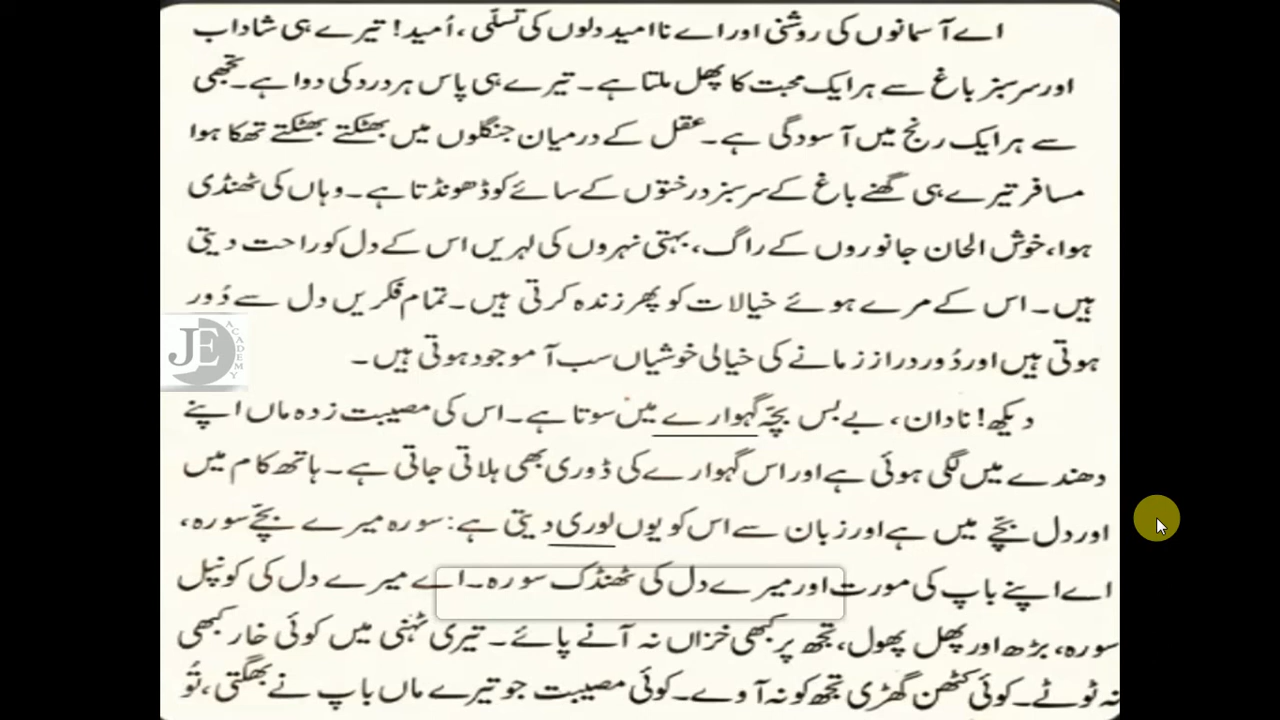 اے آسمانوں کی روشنی اور اے نا امید دلوں کی تسلّی، اُمید! تیرے ہی شاداب
اور سرسبز باغ سے ہر ایک محبت کا پھل ملتا ہے۔ تیرے ہی پاس ہر درد کی دوا ہے۔ تجھی
سے ہر ایک رنج میں آسودگی ہے۔ عقل کے درمیان جنگلوں میں بھٹکتے بھٹکتے تھکا ہوا
مسافر تیرے ہی گھنے باغ کے سرسبز درختوں کے سائے کو ڈھونڈتا ہے۔ وہاں کی ٹھنڈی
ہوا، خوش الحان جانوروں کے راگ، بہتی نہروں کی لہریں اس کے دل کو راحت دیتی
ہیں۔ اس کے مرے ہوئے خیالات کو پھر زندہ کرتی ہیں۔ تمام فکریں دل سے دُور
ہوتی ہیں اور دُور دراز زمانے کی خیالی خوشیاں سب آ موجود ہوتی ہیں۔
JE ACADEMY
دیکھ! نادان، بے بس بچّہ گہوارے میں سوتا ہے۔ اس کی مصیبت زدہ ماں اپنے
دھندے میں لگی ہوئی ہے اور اس گہوارے کی ڈوری بھی ہلاتی جاتی ہے۔ ہاتھ کام میں
اور دل بچّے میں ہے اور زبان سے اس کو یوں لوری دیتی ہے: سو رہ میرے بچّے سو رہ،
اے اپنے باپ کی مورت اور میرے دل کی ٹھنڈک سو رہ۔ اے میرے دل کی کونپل
سو رہ، بڑھ اور پھل پھول، تجھ پر کبھی خزاں نہ آنے پائے۔ تیری ٹہنی میں کوئی خار کبھی
نہ ٹوٹے۔ کوئی کٹھن گھڑی تجھ کو نہ آوے۔ کوئی مصیبت جو تیرے ماں باپ نے بھگتی، تُو